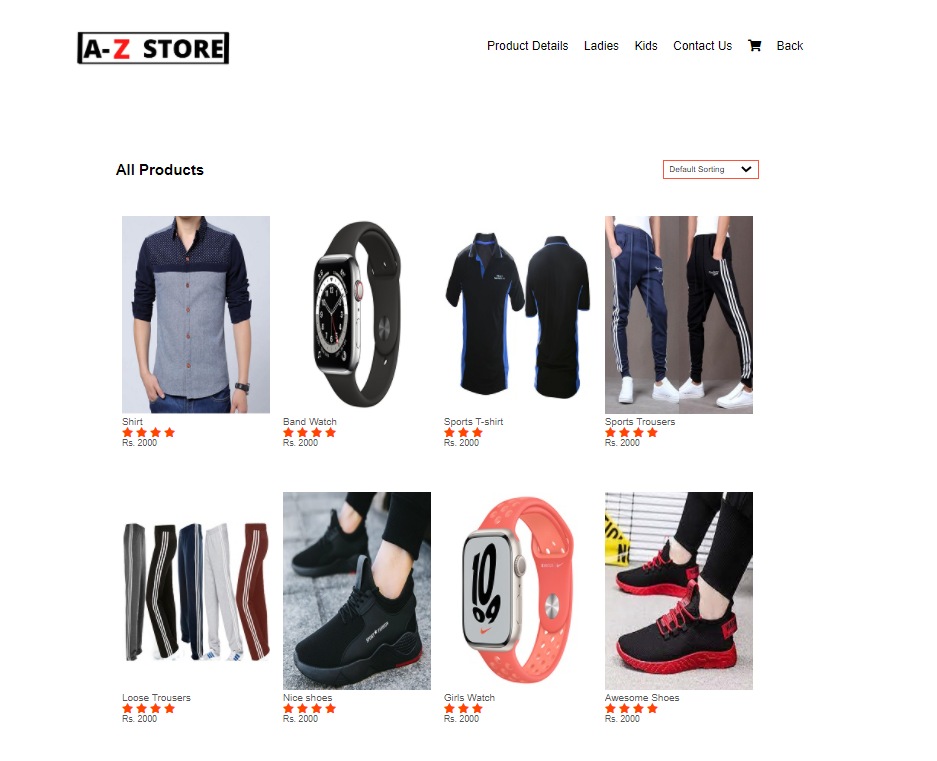 A-Z STORE
Product Details Ladies Kids Contact Us Back
All Products
Default Sorting
Shirt
Rs. 2000
Band Watch
Rs. 2000
Sports T-shirt
Rs. 2000
Sports Trousers
Rs. 2000
10
09
Loose Trousers
Rs. 2000
Nice shoes
Rs. 2000
Girls Watch
Rs. 2000
Awesome Shoes
Rs. 2000